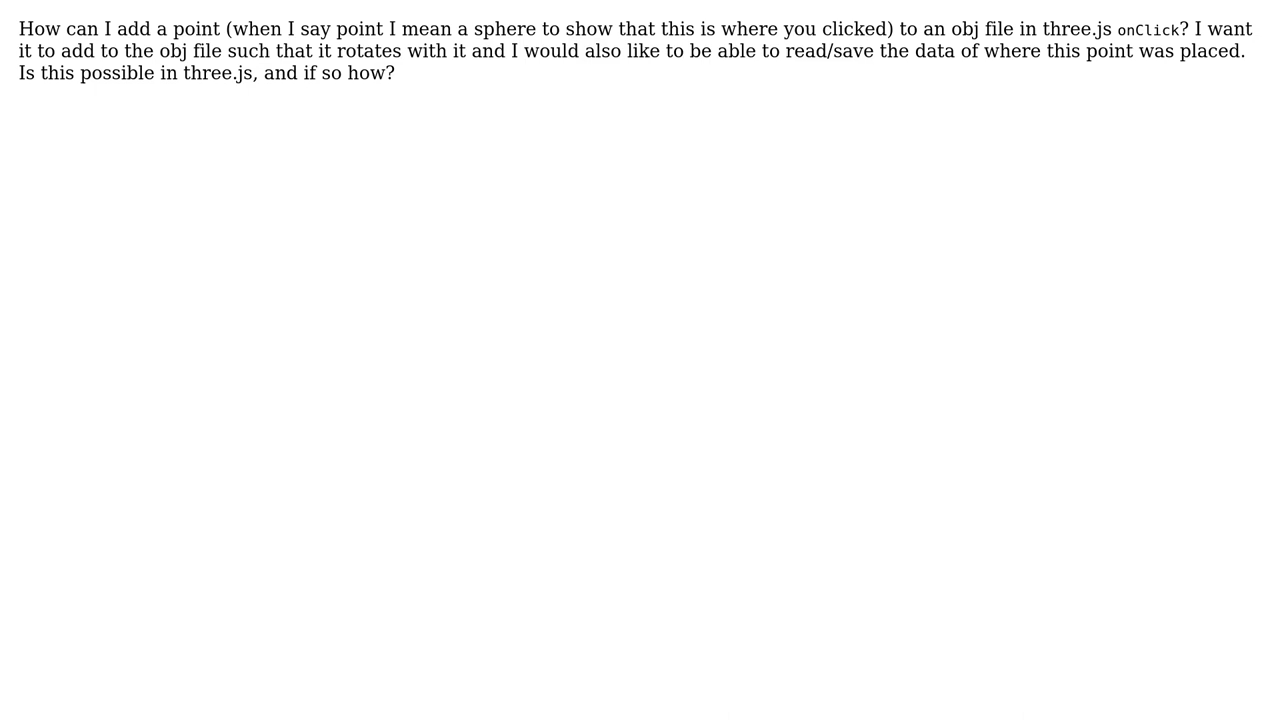 How can I add a point (when I say point I mean a sphere to show that this is where you clicked) to an obj file in three.js onClick? I want
it to add to the obj file such that it rotates with it and I would also like to be able to read/save the data of where this point was placed.
Is this possible in three.js, and if so how?